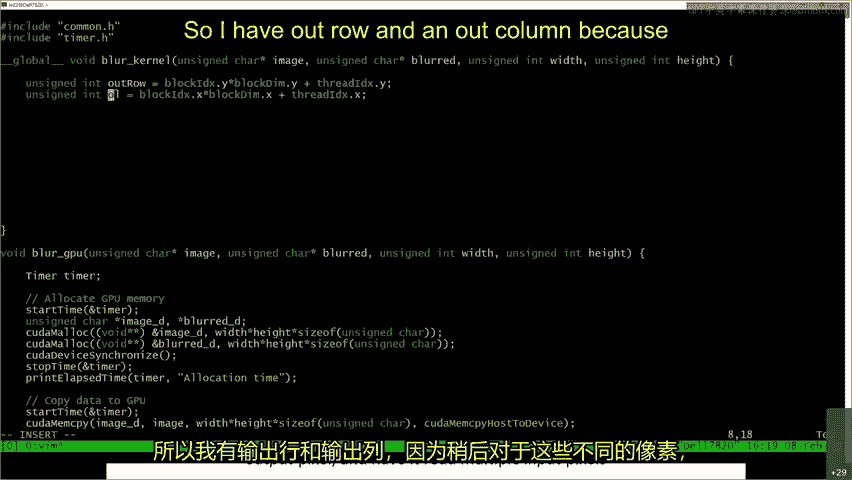 So I have out row and an out column because
#include "common.h"
#include "timer.h"
__global__ void blur_kernel(unsigned char* image, unsigned char* blurred, unsigned int width, unsigned int height) {
unsigned int outRow = blockIdx.y*blockDim.y + threadIdx.y;
unsigned int ol = blockIdx.x*blockDim.x + threadIdx.x;
}
void blur_gpu(unsigned char* image, unsigned char* blurred, unsigned int width, unsigned int height) {
Timer timer;
// Allocate GPU memory
startTime(&timer);
unsigned char *image_d, *blurred_d;
cudaMalloc((void**) &image_d, width*height*sizeof(unsigned char));
cudaMalloc((void**) &blurred_d, width*height*sizeof(unsigned char));
cudaDeviceSynchronize();
stopTime(&timer);
printElapsedTime(timer, "Allocation time");
// Copy data to GPU
startTime(&timer);
cudaMemcpy(image_d, image, width*height*sizeof(unsigned char), cudaMemcpyHostToDevice);
-- INSERT -- 8,18
所以我有输出行和输出列，因为稍后对于这些不同的像素，
+29